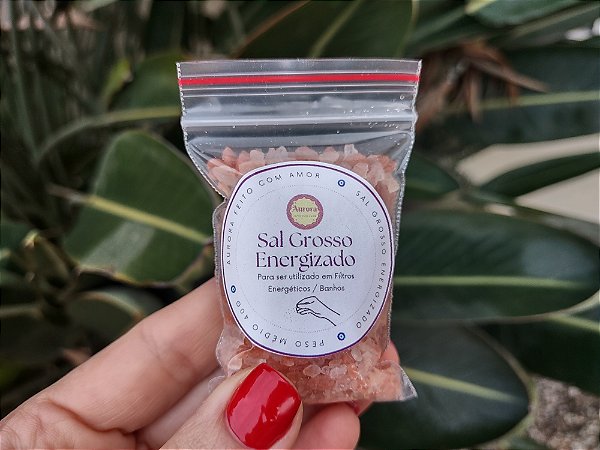 AURORA FEITO COM AMOR
SAL GROSSO ENERGIZADO
PESO MÉDIO 40G
Aurora
Sal Grosso
Energizado
Para ser utilizado em Filtros
Energéticos / Banhos